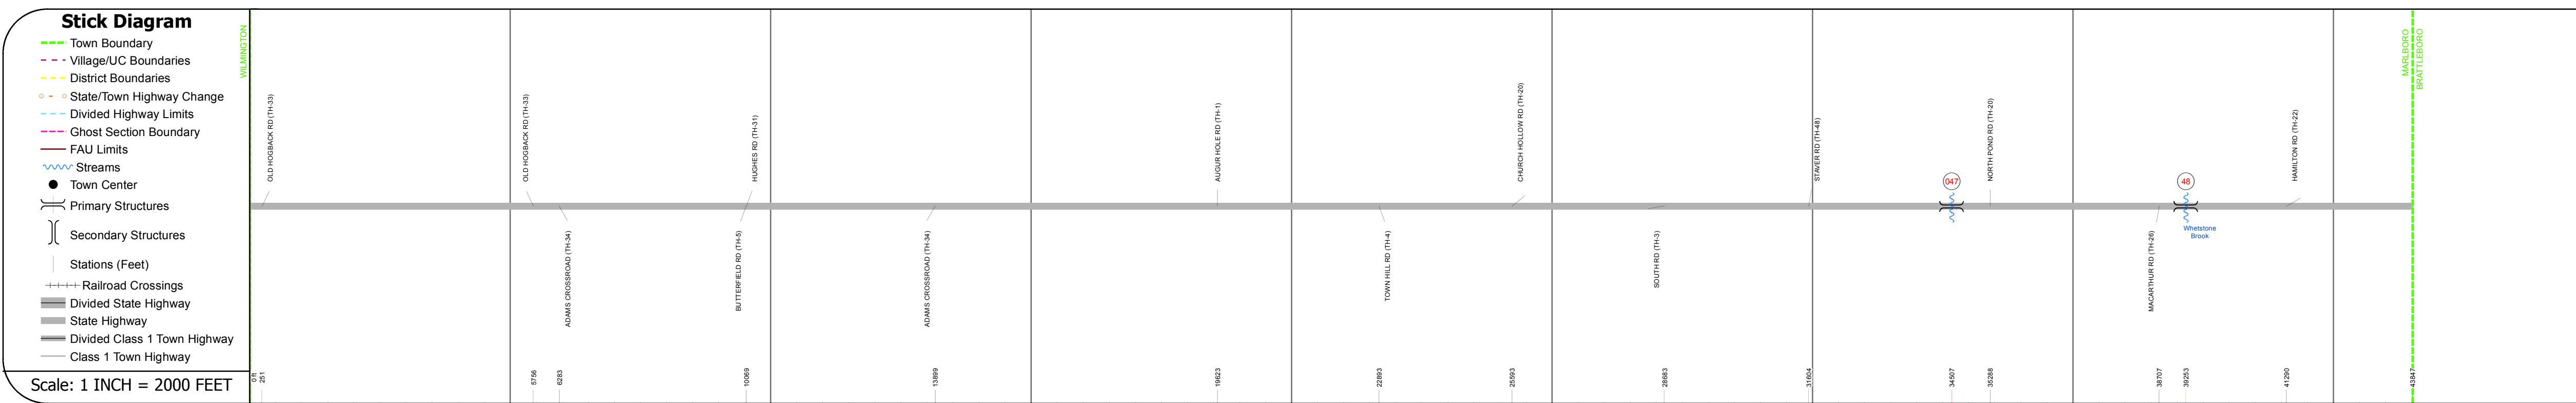 Stick Diagram
Town Boundary
Village/UC Boundaries
District Boundaries
State/Town Highway Change
Divided Highway Limits
Ghost Section Boundary
FAU Limits
Streams
Town Center
Primary Structures
Secondary Structures
Stations (Feet)
Railroad Crossings
Divided State Highway
State Highway
Divided Class 1 Town Highway
Class 1 Town Highway
Scale: 1 INCH = 2000 FEET
WILMINGTON
OLD HOGBACK RD (TH-33)
OLD HOGBACK RD (TH-33)
ADAMS CROSSROAD (TH-34)
HUGHES RD (TH-31)
BUTTERFIELD RD (TH-5)
ADAMS CROSSROAD (TH-34)
AUGUR HOLE RD (TH-1)
TOWN HILL RD (TH-4)
CHURCH HOLLOW RD (TH-20)
SOUTH RD (TH-3)
STAVER RD (TH-48)
047
NORTH POND RD (TH-20)
MACARTHUR RD (TH-26)
48
Whetstone
Brook
HAMILTON RD (TH-22)
MARLBORO
BRATTLEBORO
0 ft
251
5756
6283
10069
13899
19623
22893
25593
28683
31604
34507
35288
38707
39253
41290
43847